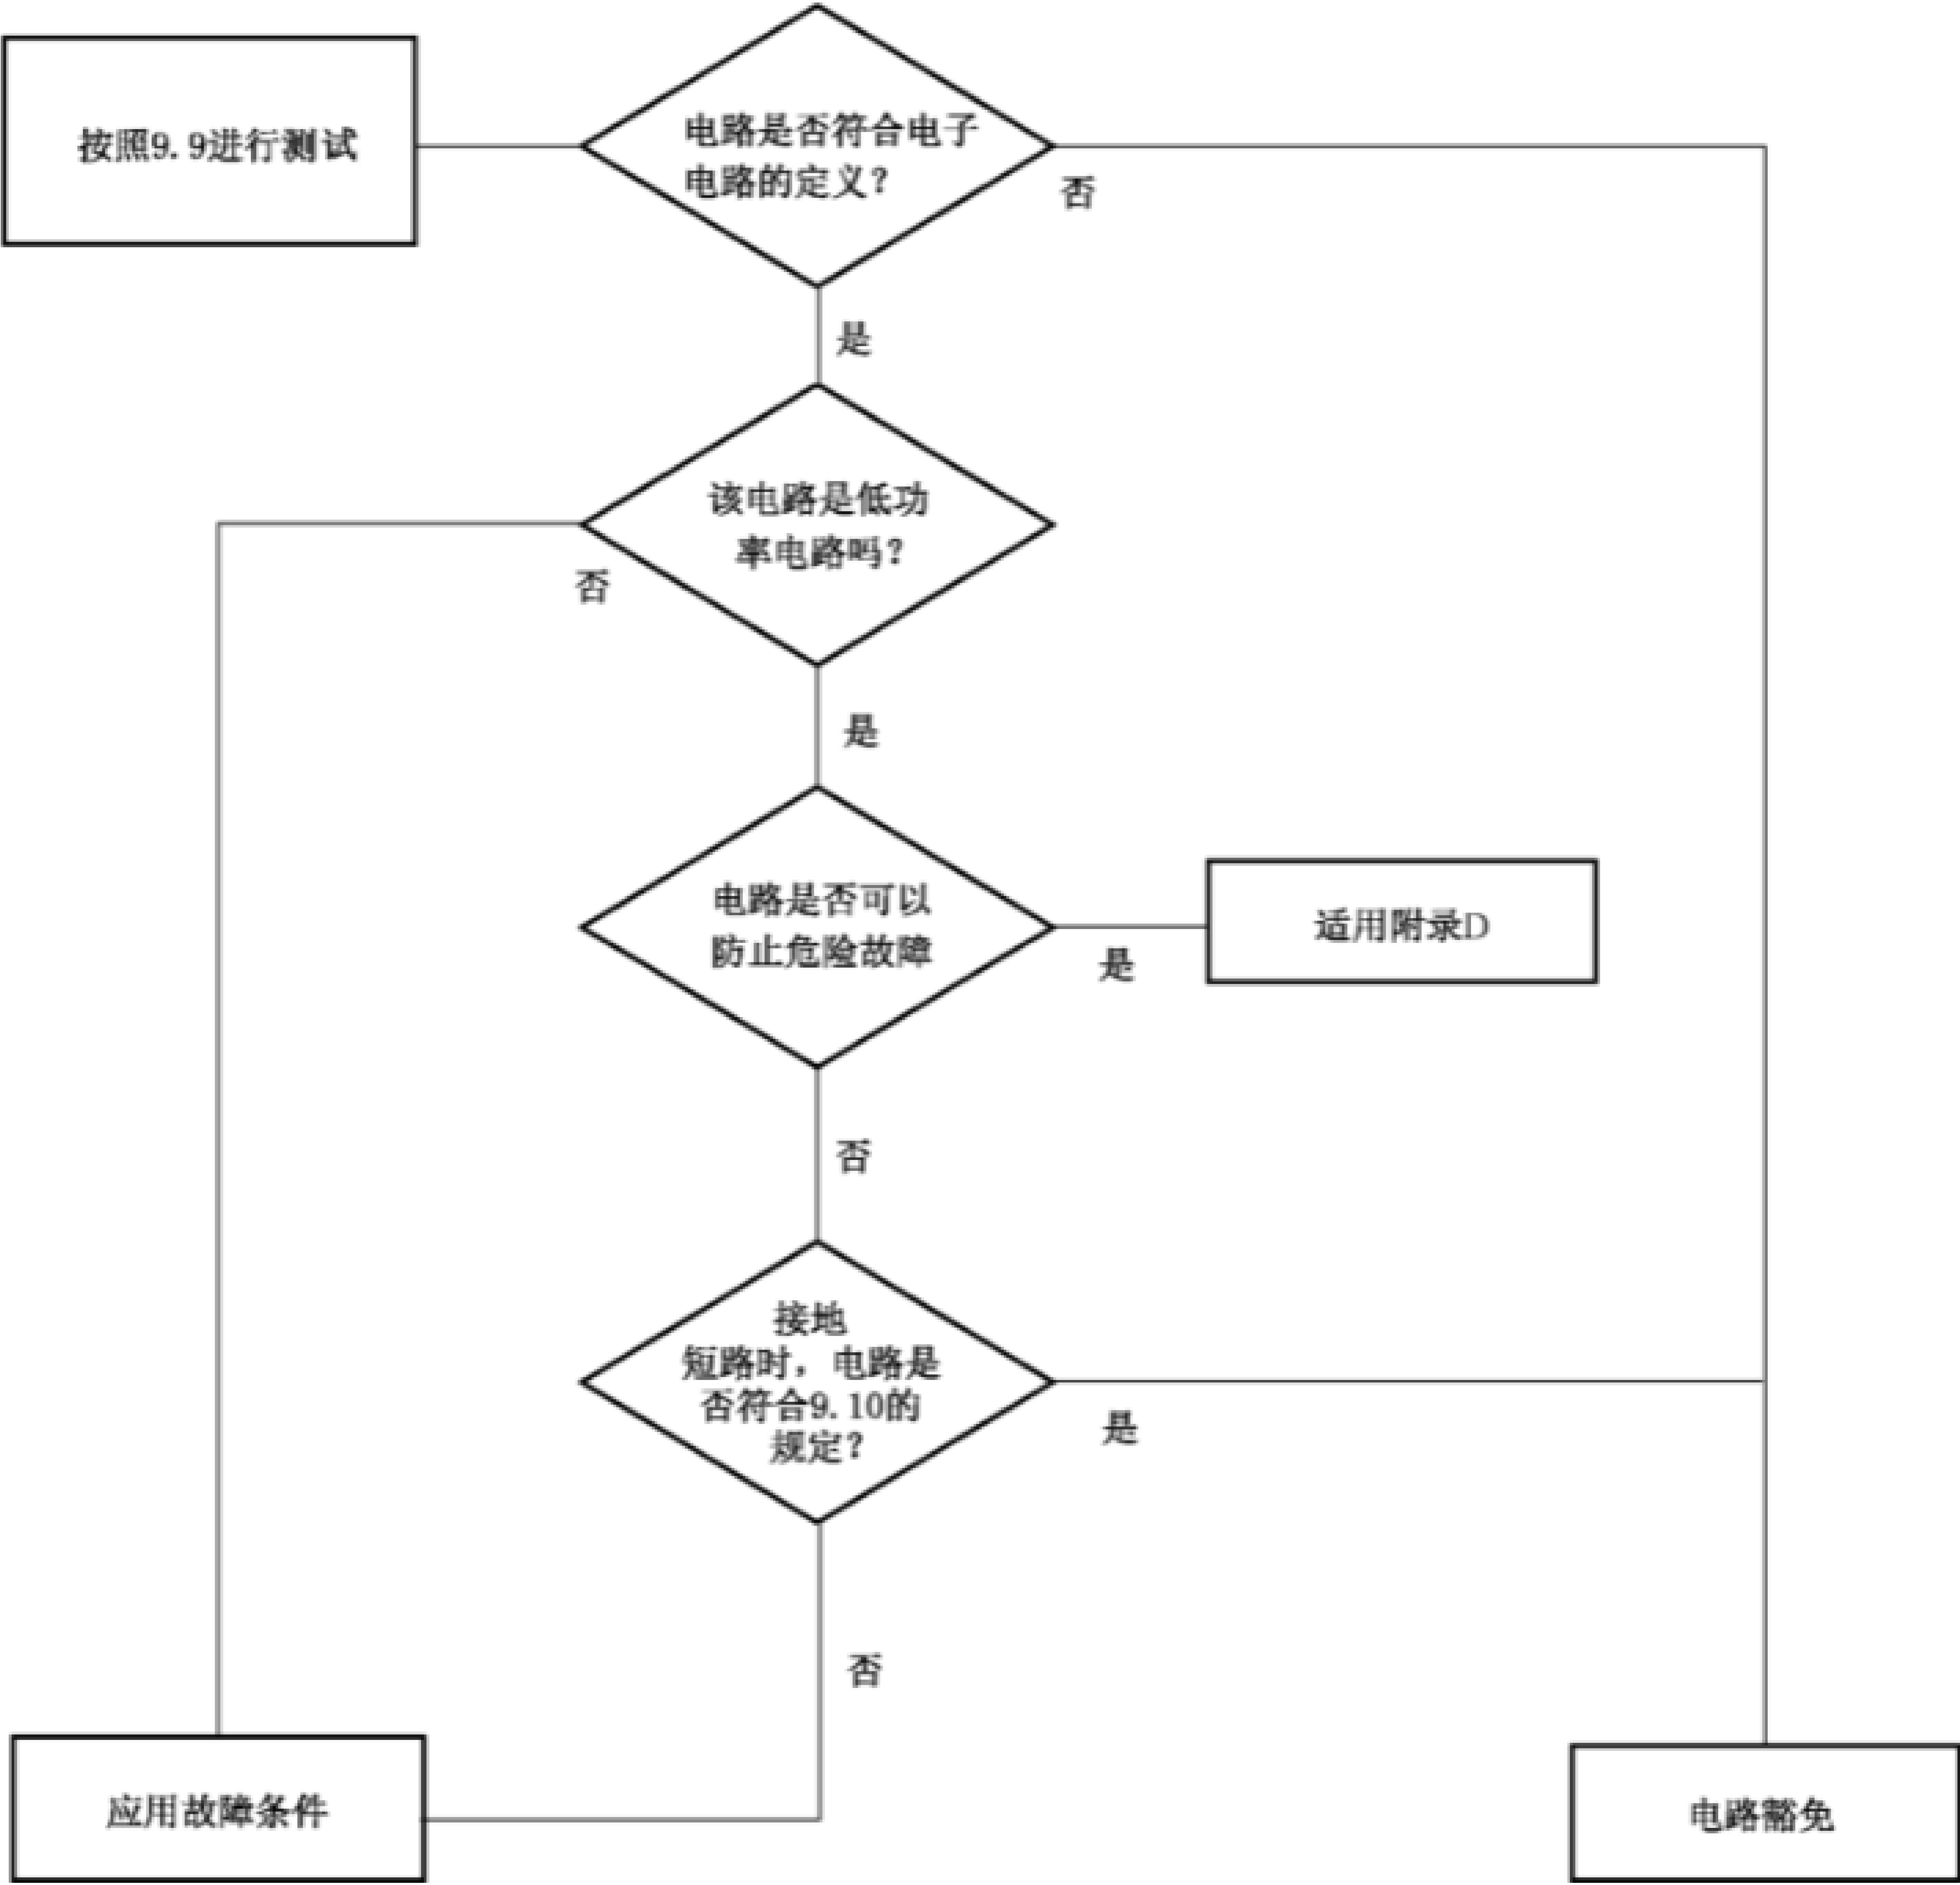 按照9.9进行测试
电路是否符合电子
电路的定义？
否
是
该电路是低功
率电路吗？
否
是
电路是否可以
防止危险故障
是
适用附录D
否
接地
短路时，电路是
否符合9.10的
规定？
是
否
应用故障条件
电路豁免